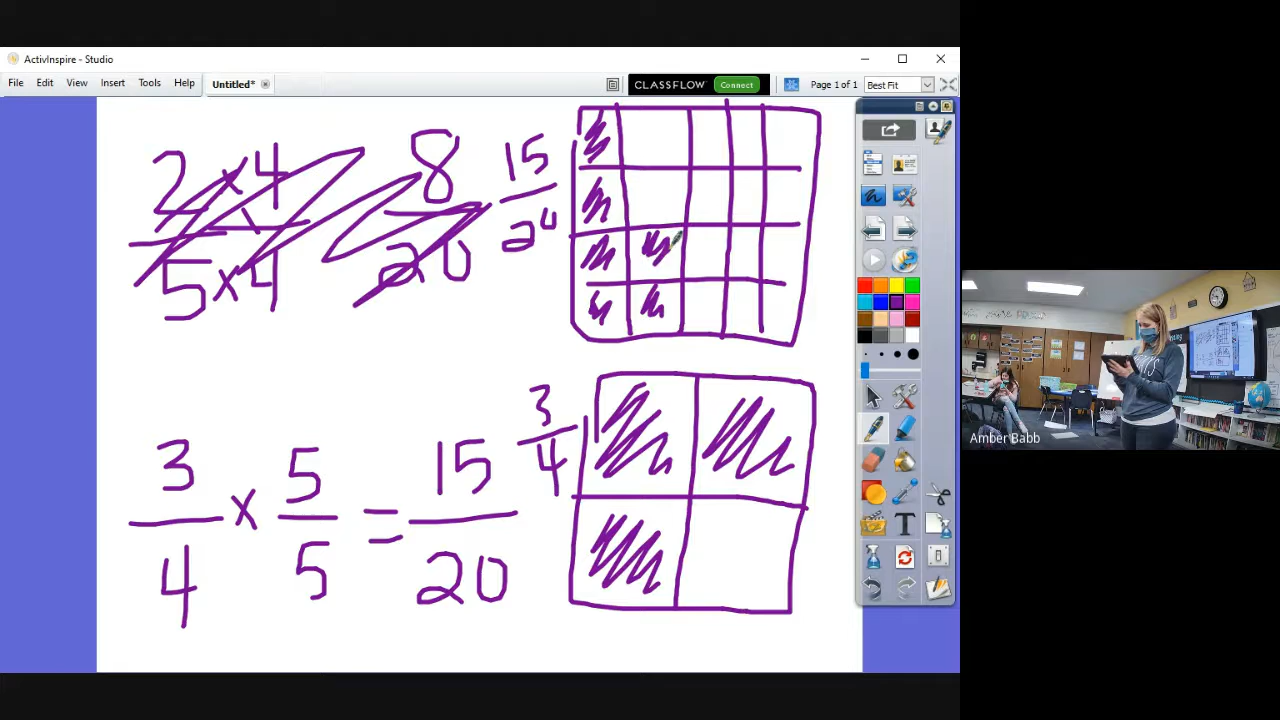 ActivInspire - Studio
File Edit View Insert Tools Help Untitled*
CLASSFLOW Connect
Page 1 of 1 Best Fit
2 x 4
5 x 4
8
20
15
20
3
4
3 x 5 = 15
4 5 20
T
Amber Babb